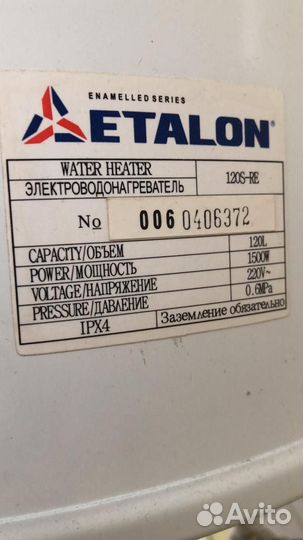 ENAMELLED SERIES
ETALON®
WATER HEATER
ЭЛЕКТРОВОДОНАГРЕВАТЕЛЬ
120S-RE
No 006 0406372
CAPACITY/ОБЪЕМ 120L
POWER/МОЩНОСТЬ 1500W
VOLTAGE/НАПРЯЖЕНИЕ 220V~
PRESSURE/ДАВЛЕНИЕ 0.6MPa
IPX4 Заземление обязательно
Avito